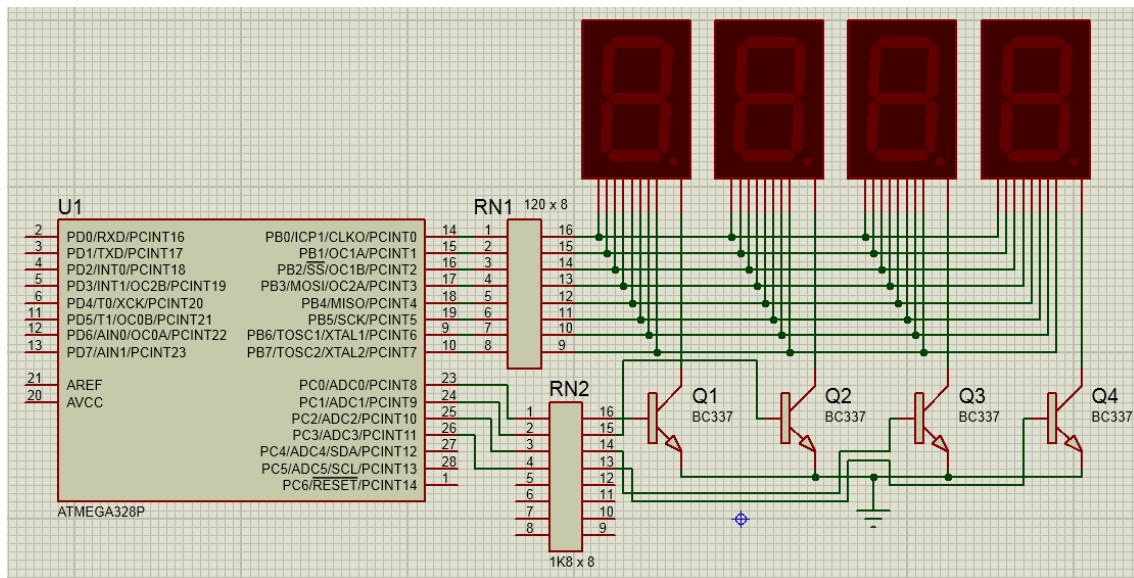 U1
RN1
120 x 8
2 PD0/RXD/PCINT16 PB0/ICP1/CLKO/PCINT0 14 1 16
3 PD1/TXD/PCINT17 PB1/OC1A/PCINT1 15 2 15
4 PD2/INT0/PCINT18 PB2/SS/OC1B/PCINT2 16 3 14
5 PD3/INT1/OC2B/PCINT19 PB3/MOSI/OC2A/PCINT3 17 4 13
6 PD4/T0/XCK/PCINT20 PB4/MISO/PCINT4 18 5 12
11 PD5/T1/OC0B/PCINT21 PB5/SCK/PCINT5 19 6 11
12 PD6/AIN0/OC0A/PCINT22 PB6/TOSC1/XTAL1/PCINT6 9 7 10
13 PD7/AIN1/PCINT23 PB7/TOSC2/XTAL2/PCINT7 10 8 9
21 AREF PC0/ADC0/PCINT8 23
20 AVCC PC1/ADC1/PCINT9 24
PC2/ADC2/PCINT10 25
PC3/ADC3/PCINT11 26
PC4/ADC4/SDA/PCINT12 27
PC5/ADC5/SCL/PCINT13 28
PC6/RESET/PCINT14 1
ATMEGA328P
RN2
1 16
2 15
3 14
4 13
5 12
6 11
7 10
8 9
1K8 x 8
Q1
BC337
Q2
BC337
Q3
BC337
Q4
BC337